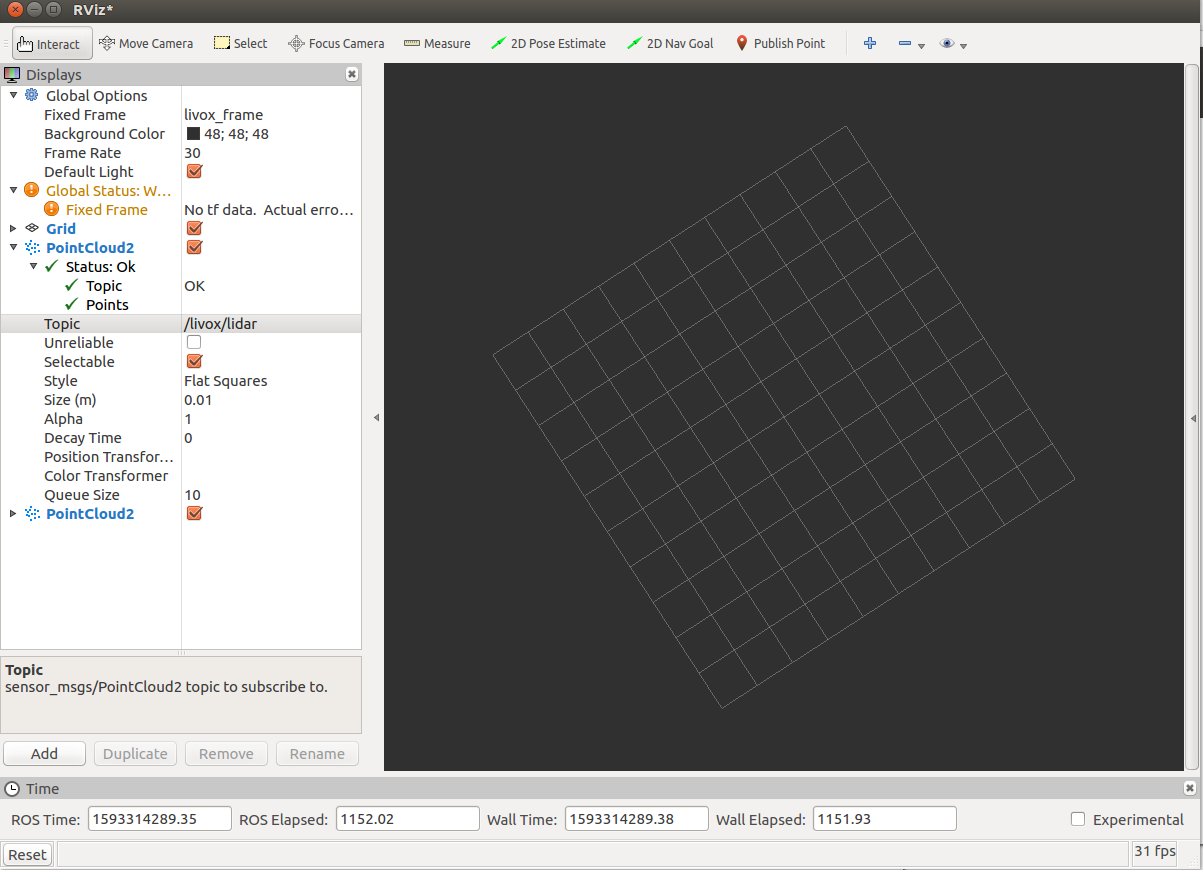 RViz*
Interact Move Camera Select Focus Camera Measure 2D Pose Estimate 2D Nav Goal Publish Point
Displays
Global Options
Fixed Frame livox_frame
Background Color 48; 48; 48
Frame Rate 30
Default Light
Global Status: W...
Fixed Frame No tf data. Actual erro...
Grid
PointCloud2
Status: Ok
Topic OK
Points
Topic /livox/lidar
Unreliable
Selectable
Style Flat Squares
Size (m) 0.01
Alpha 1
Decay Time 0
Position Transfor...
Color Transformer
Queue Size 10
PointCloud2
Topic
sensor_msgs/PointCloud2 topic to subscribe to.
Add Duplicate Remove Rename
Time
ROS Time: 1593314289.35 ROS Elapsed: 1152.02 Wall Time: 1593314289.38 Wall Elapsed: 1151.93 Experimental
Reset 31 fps